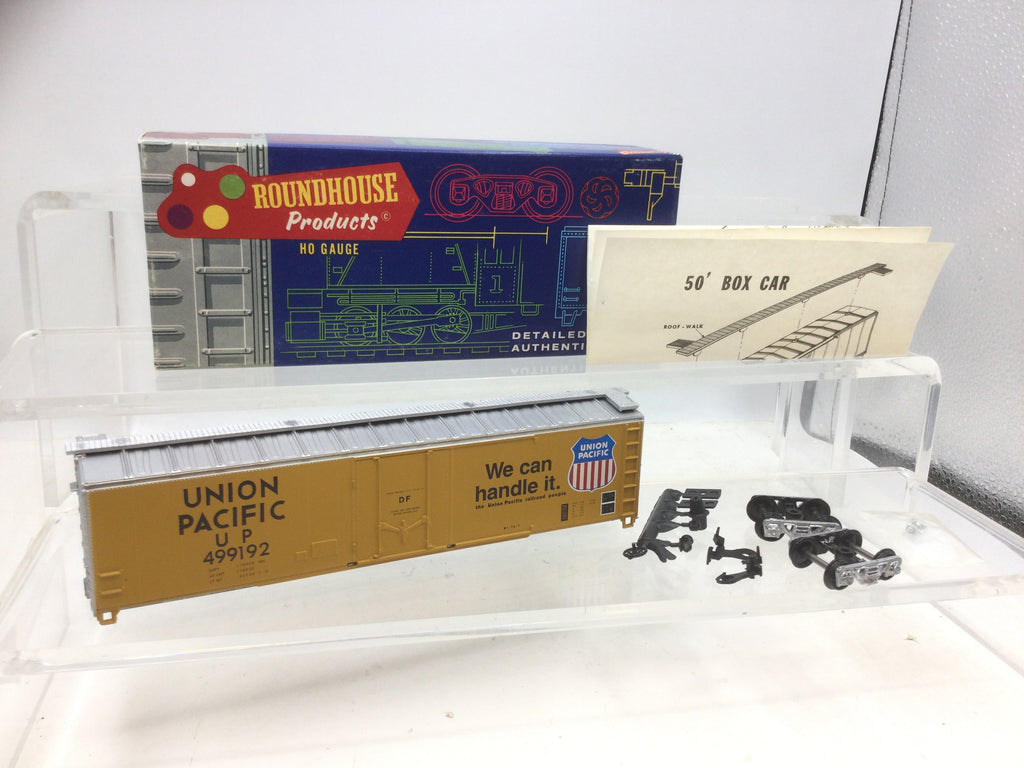 ROUNDHOUSE
Products ©
HO GAUGE
1
DETAILED
AUTHENTI
50' BOX CAR
ROOF-WALK
UNION
PACIFIC
U P
499192
DF
We can
handle it.
the Union Pacific railroad people
UNION
PACIFIC